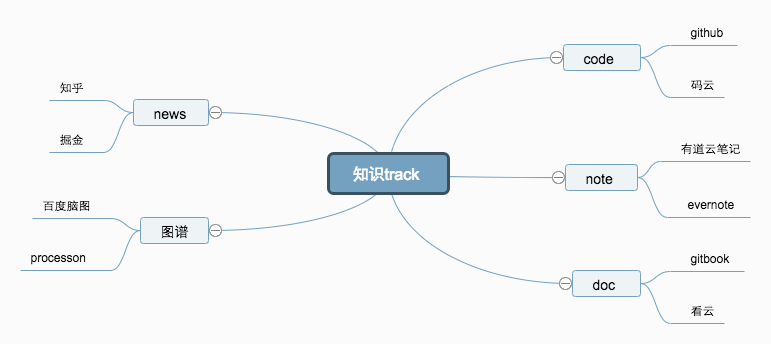 知识track
code
github
码云
note
有道云笔记
evernote
doc
gitbook
看云
news
知乎
掘金
图谱
百度脑图
processon